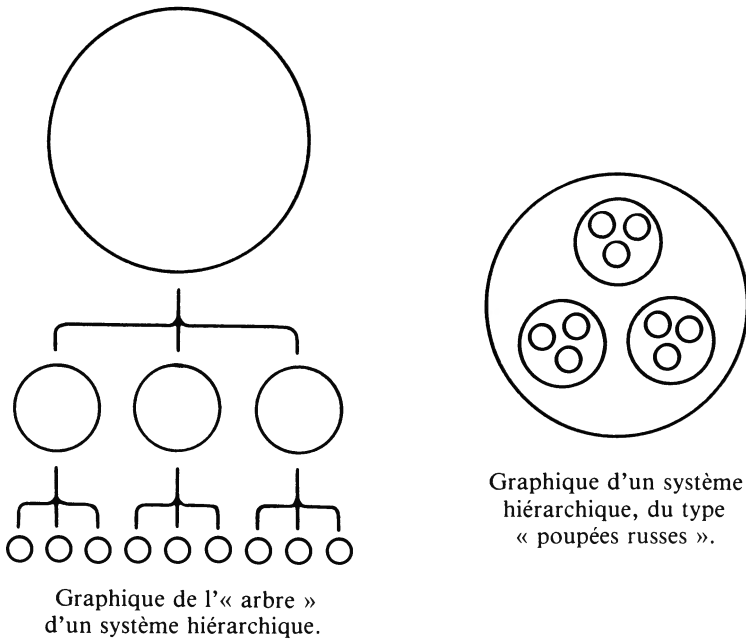 Graphique de l'« arbre »
d'un système hiérarchique.
Graphique d'un système
hiérarchique, du type
« poupées russes ».